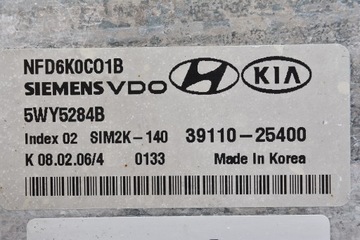 NFD6K0C01B
SIEMENS VDO KIA
5WY5284B
Index 02 SIM2K-140 39110-25400
K 08.02.06/4 0133 Made in Korea